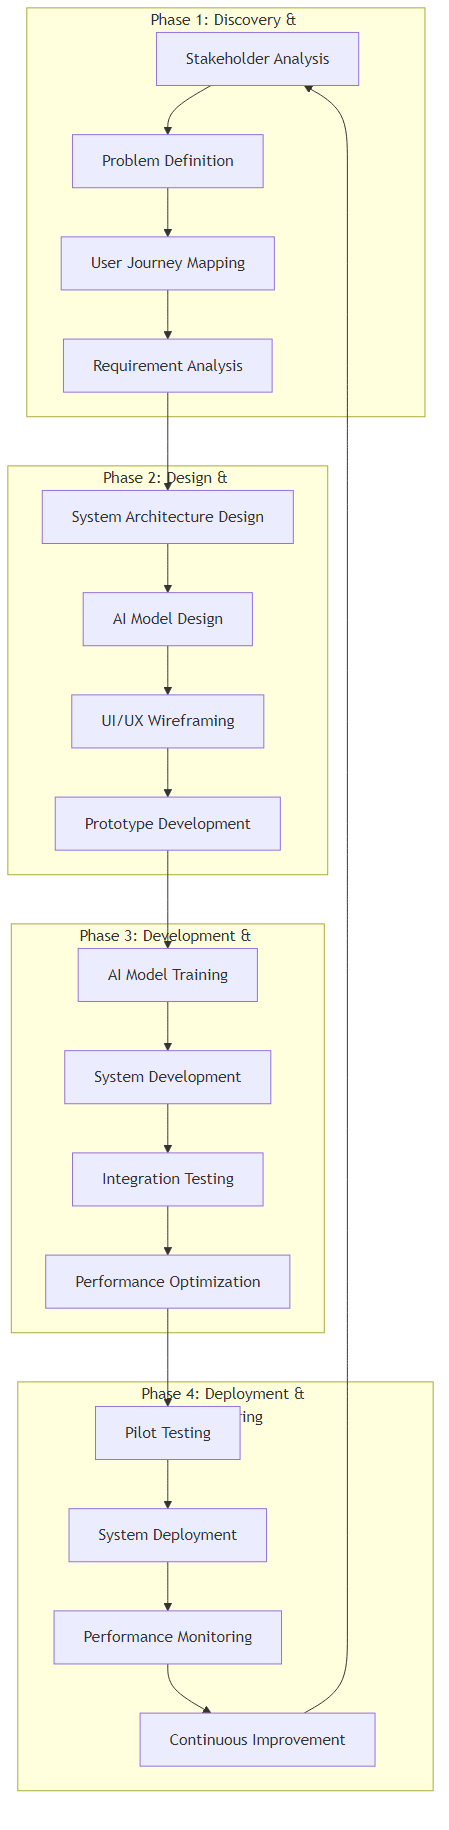 Phase 1: Discovery &
Stakeholder Analysis
Problem Definition
User Journey Mapping
Requirement Analysis
Phase 2: Design &
System Architecture Design
AI Model Design
UI/UX Wireframing
Prototype Development
Phase 3: Development &
AI Model Training
System Development
Integration Testing
Performance Optimization
Phase 4: Deployment &
Pilot Testing
System Deployment
Performance Monitoring
Continuous Improvement